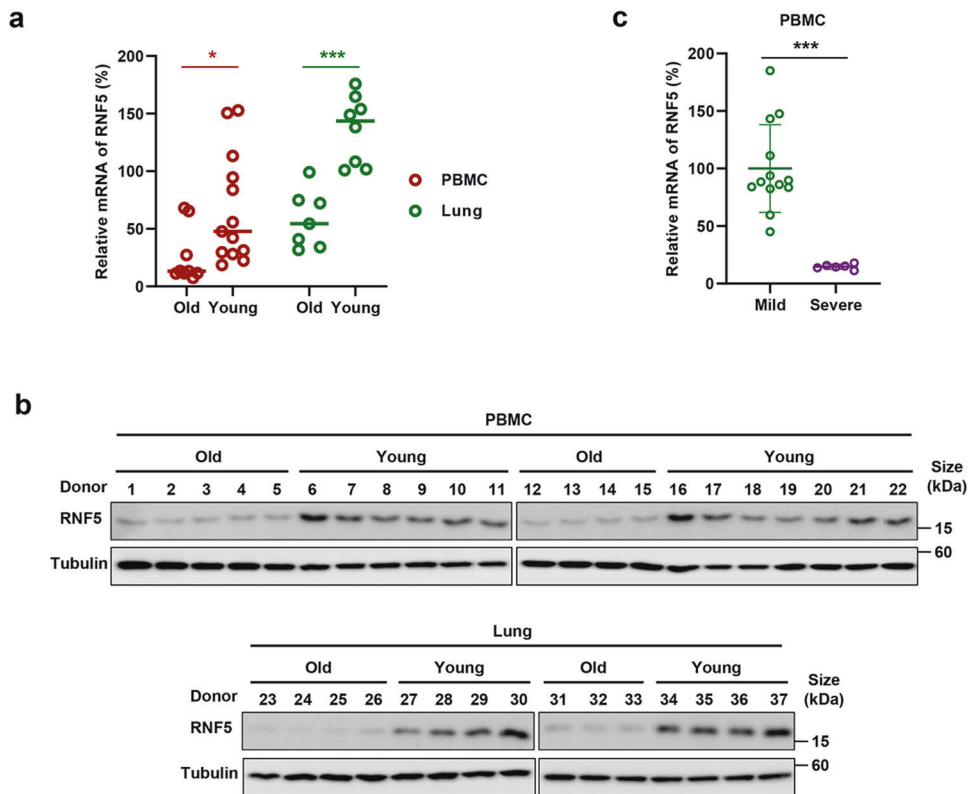 a
*
***
Relative mRNA of RNF5 (%)
200
150
100
50
0
Old Young Old Young
PBMC
Lung
c
PBMC
***
Relative mRNA of RNF5 (%)
200
150
100
50
0
Mild Severe
b
PBMC
Old Young Old Young Size
(kDa)
Donor 1 2 3 4 5 6 7 8 9 10 11 12 13 14 15 16 17 18 19 20 21 22
RNF5 15
Tubulin 60
Lung
Old Young Old Young Size
(kDa)
Donor 23 24 25 26 27 28 29 30 31 32 33 34 35 36 37
RNF5 15
Tubulin 60